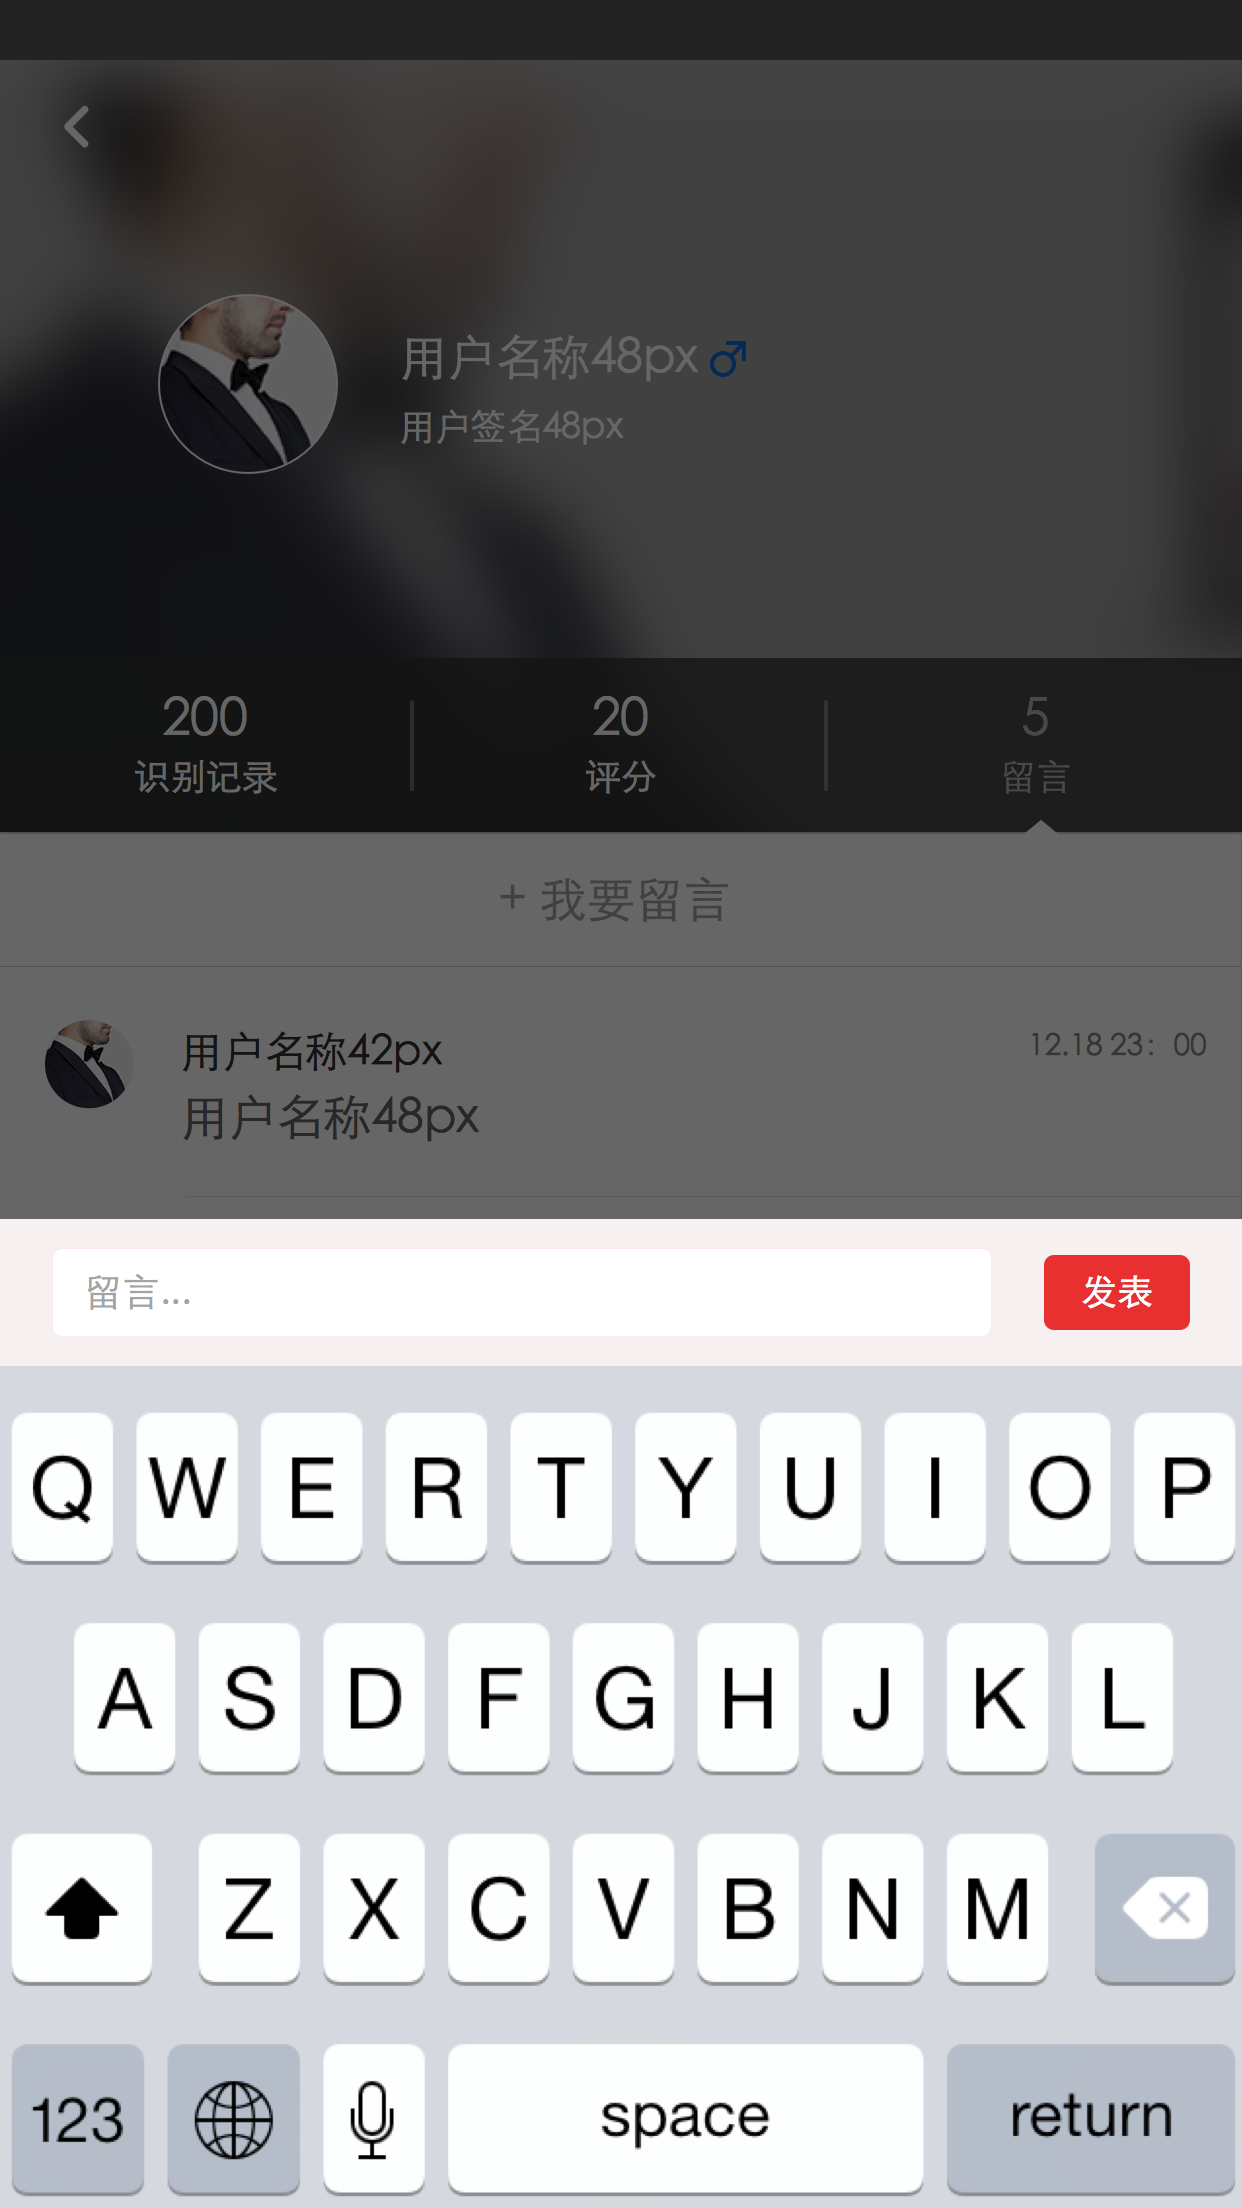 用户名称48px
用户签名48px
200
20
5
识别记录
评分
留言
+ 我要留言
用户名称42px
12.18 23：00
用户名称48px
留言...
发表
Q W E R T Y U I O P
A S D F G H J K L
Z X C V B N M
123
space
return